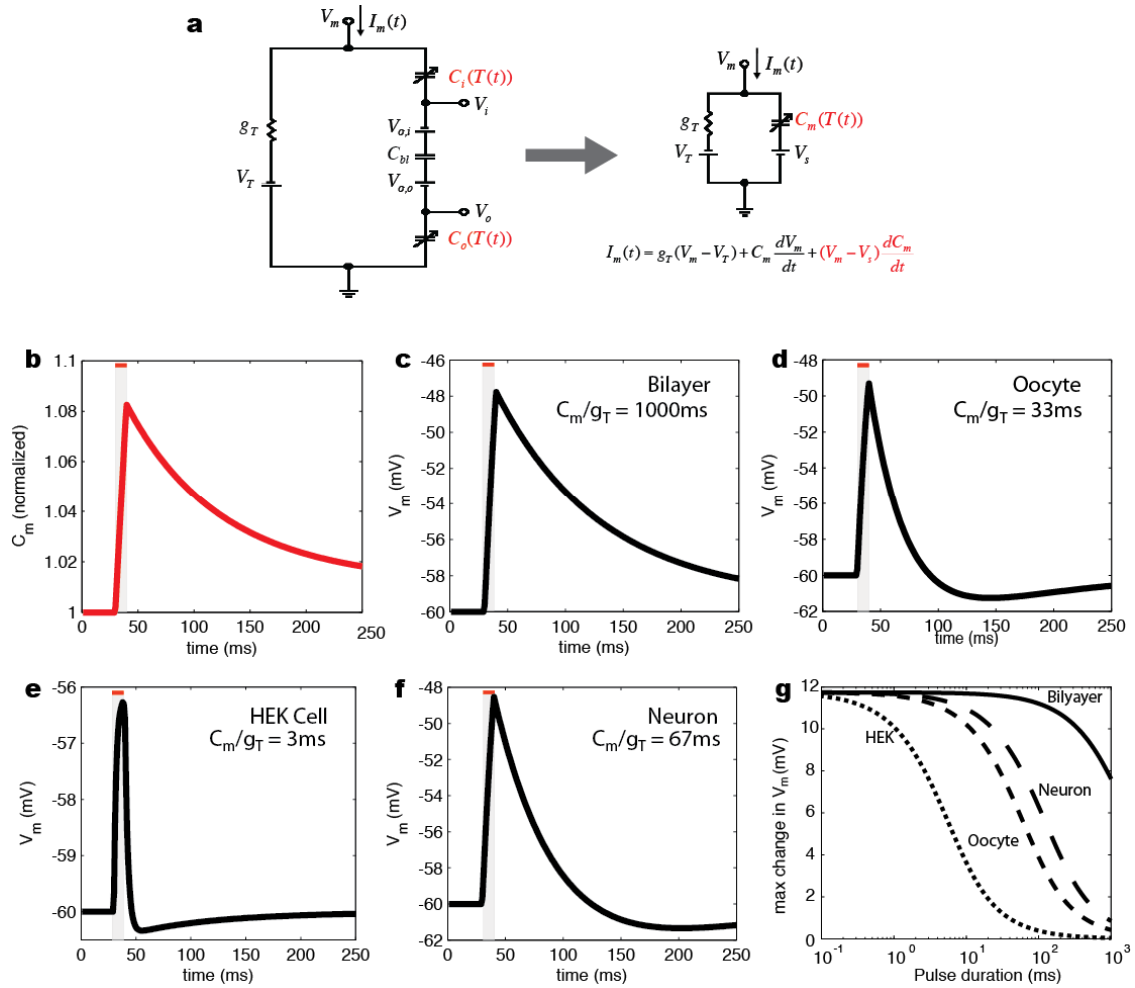 a
V_m I_m(t)
C_i(T(t))
V_i
g_T
V_{σ,i}
C_{bl}
V_T
V_{σ,o}
V_o
C_o(T(t))
V_m I_m(t)
g_T C_m(T(t))
V_T V_s
I_m(t) = g_T(V_m − V_T) + C_m dV_m/dt + (V_m − V_s) dC_m/dt
b
C_m (normalized)
1.1
1.08
1.06
1.04
1.02
1
0 50 100 150 200 250
time (ms)
c
Bilayer
C_m/g_T = 1000ms
V_m (mV)
-46
-48
-50
-52
-54
-56
-58
-60
0 50 100 150 200 250
time (ms)
d
Oocyte
C_m/g_T = 33ms
V_m (mV)
-48
-50
-52
-54
-56
-58
-60
-62
0 50 100 150 200 250
time (ms)
e
HEK Cell
C_m/g_T = 3ms
V_m (mV)
-56
-57
-58
-59
-60
0 50 100 150 200 250
time (ms)
f
Neuron
C_m/g_T = 67ms
V_m (mV)
-48
-50
-52
-54
-56
-58
-60
-62
0 50 100 150 200 250
time (ms)
g
max change in V_m (mV)
12
10
8
6
4
2
0
Bilyayer
HEK
Neuron
Oocyte
10^-1 10^0 10^1 10^2 10^3
Pulse duration (ms)